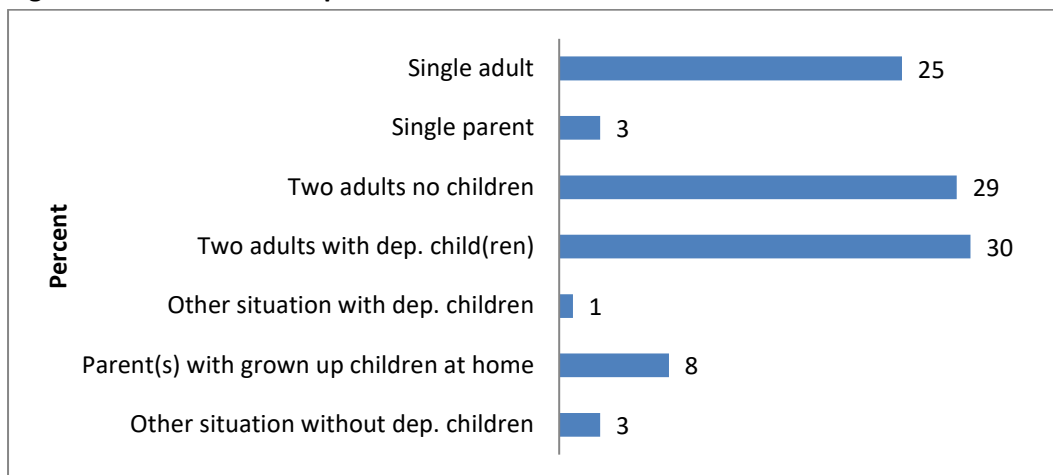 Single adult 25
Single parent 3
Two adults no children 29
Two adults with dep. child(ren) 30
Other situation with dep. children 1
Parent(s) with grown up children at home 8
Other situation without dep. children 3
Percent